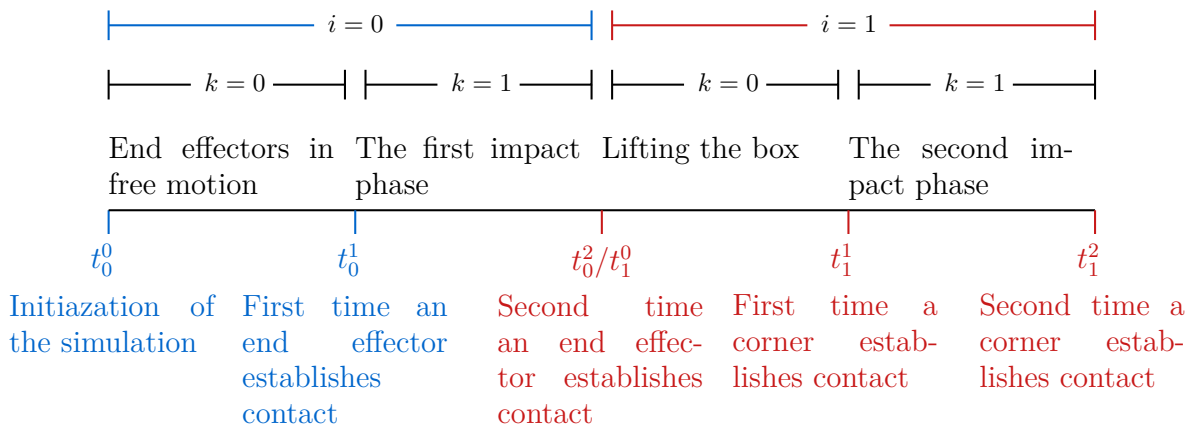 i = 0 i = 1
k = 0 k = 1 k = 0 k = 1
End effectors in
free motion
The first impact
phase
Lifting the box
The second im-
pact phase
t_0^0 t_0^1 t_0^2/t_1^0 t_1^1 t_1^2
Initiazation of
the simulation
First time an
end effector
establishes
contact
Second time
an end effec-
tor establishes
contact
First time a
corner estab-
lishes contact
Second time a
corner estab-
lishes contact